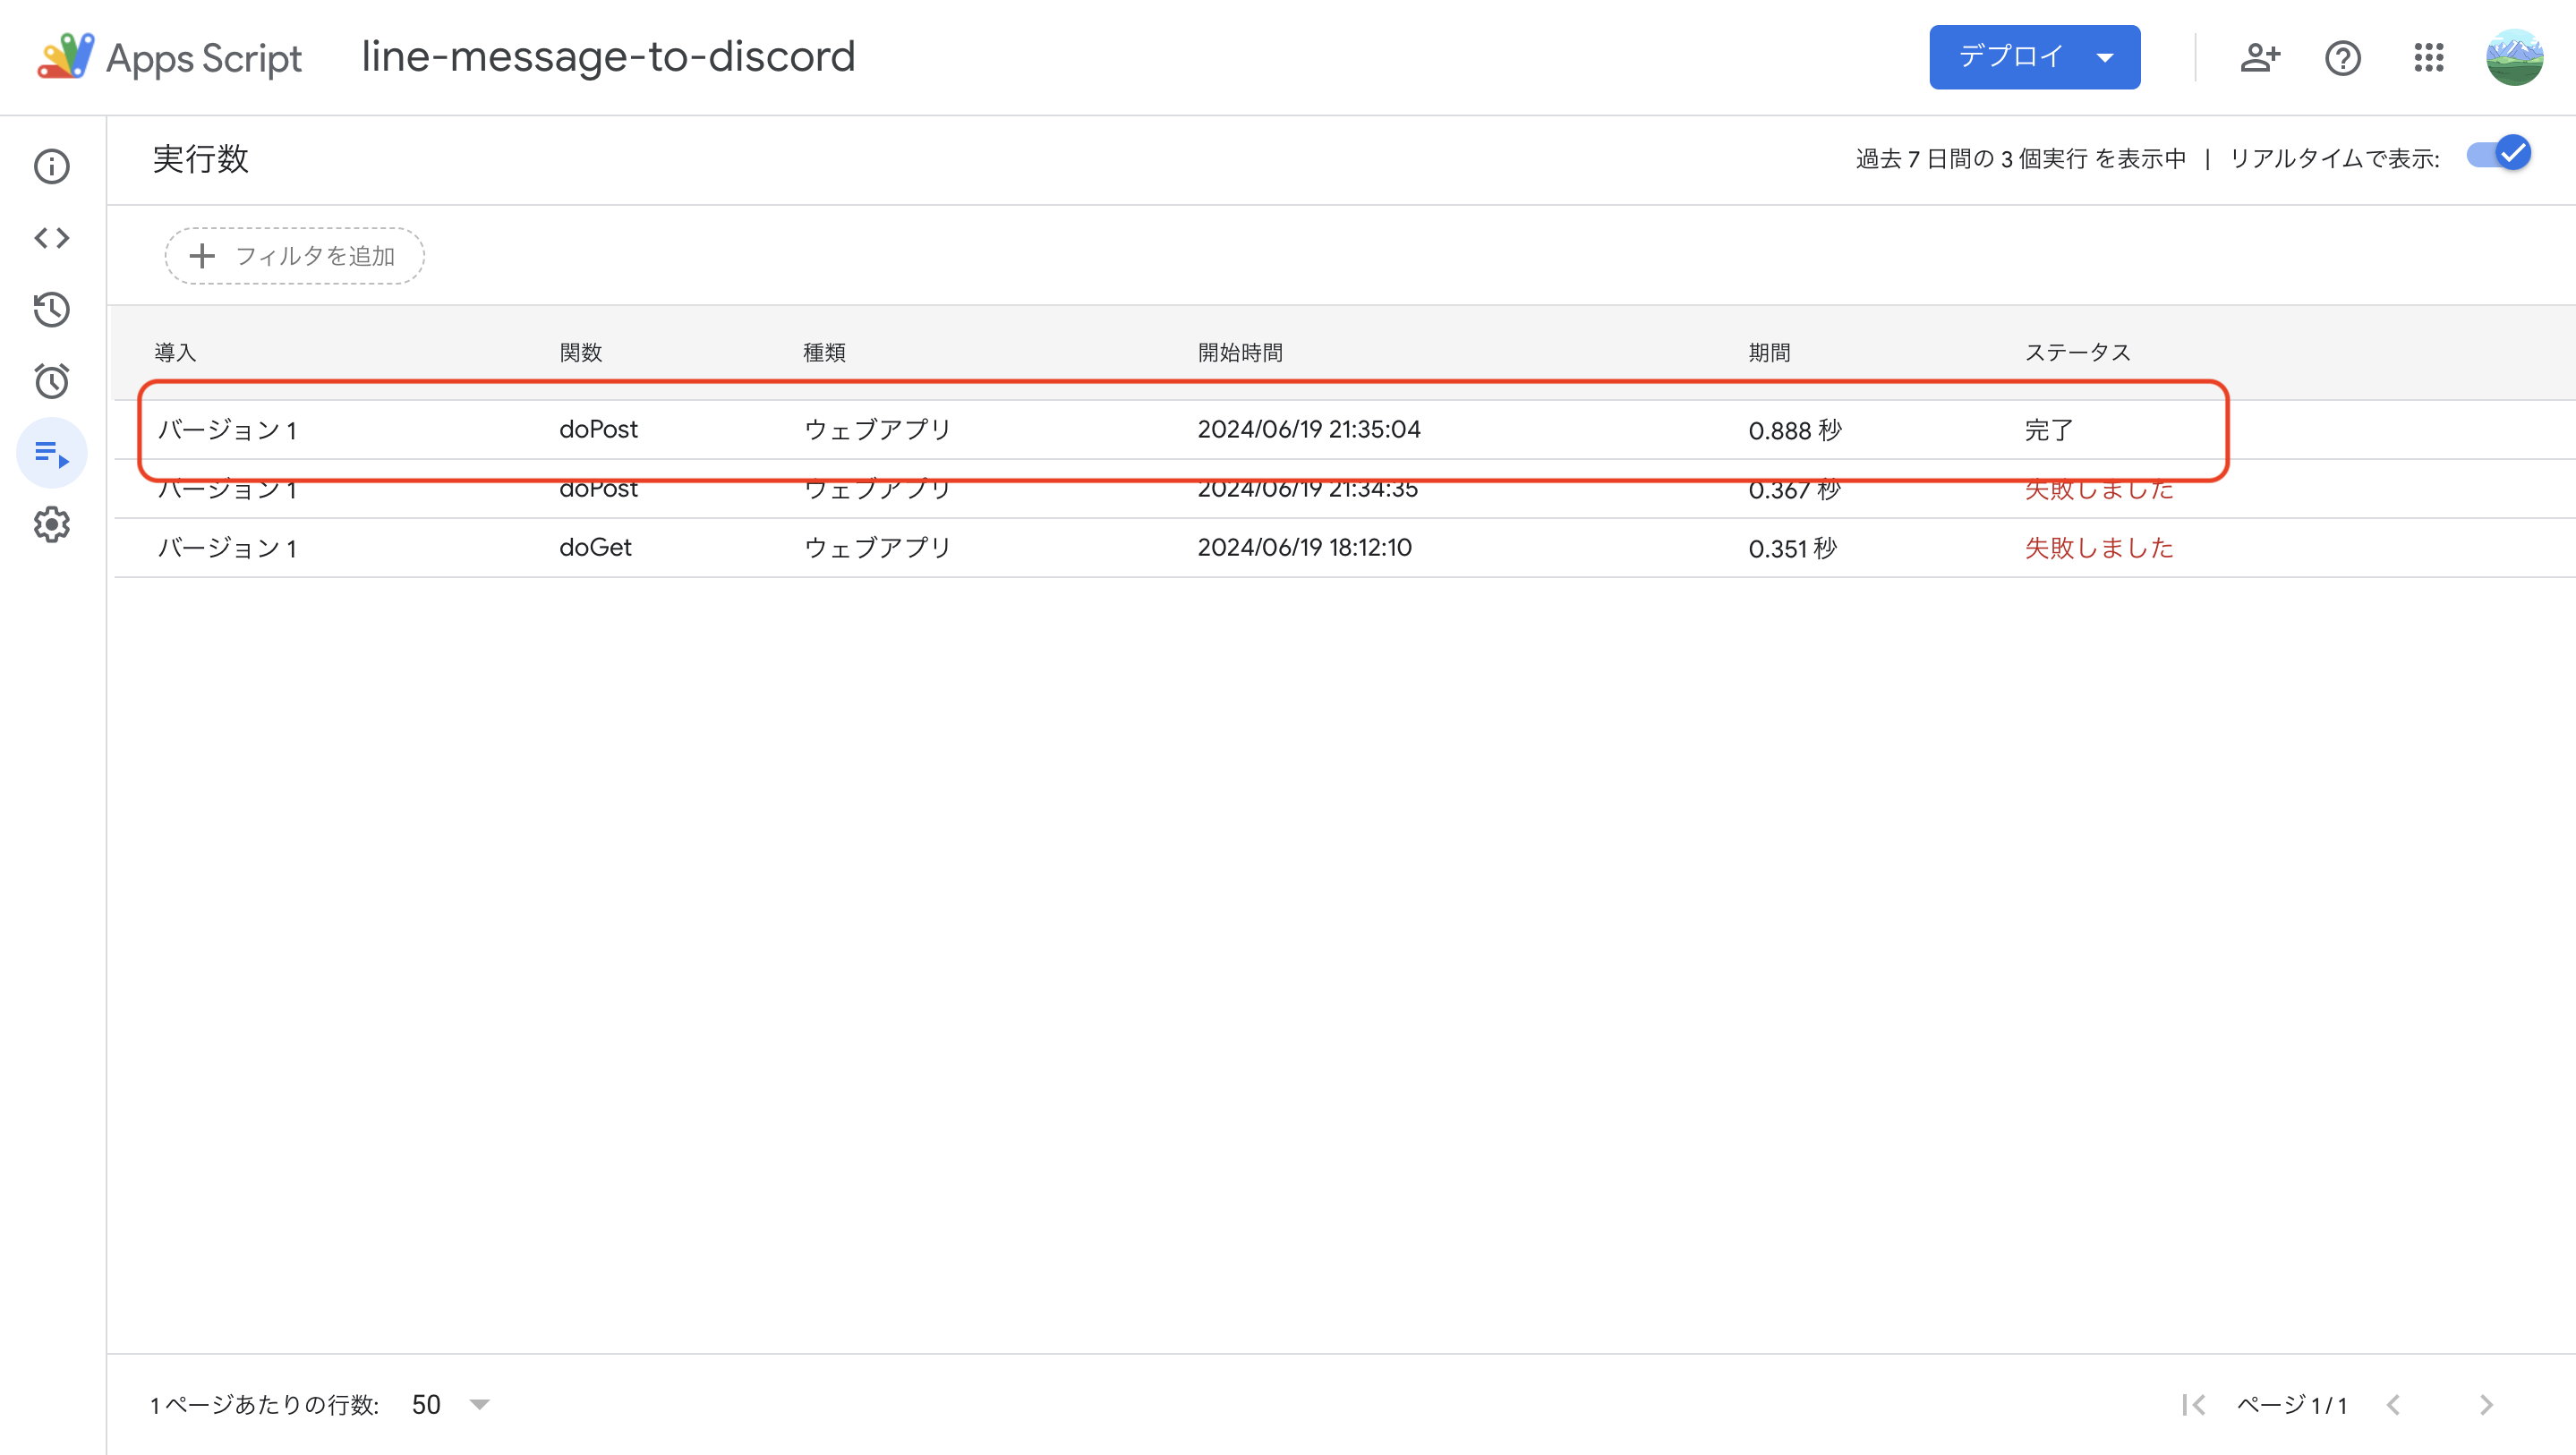 Apps Script line-message-to-discord デプロイ
実行数 過去 7 日間の 3 個実行 を表示中 | リアルタイムで表示:
フィルタを追加
導入 関数 種類 開始時間 期間 ステータス
バージョン 1 doPost ウェブアプリ 2024/06/19 21:35:04 0.888 秒 完了
バージョン 1 doPost ウェブアプリ 2024/06/19 21:34:35 0.367 秒 失敗しました
バージョン 1 doGet ウェブアプリ 2024/06/19 18:12:10 0.351 秒 失敗しました
1 ページあたりの行数: 50 ページ 1 / 1